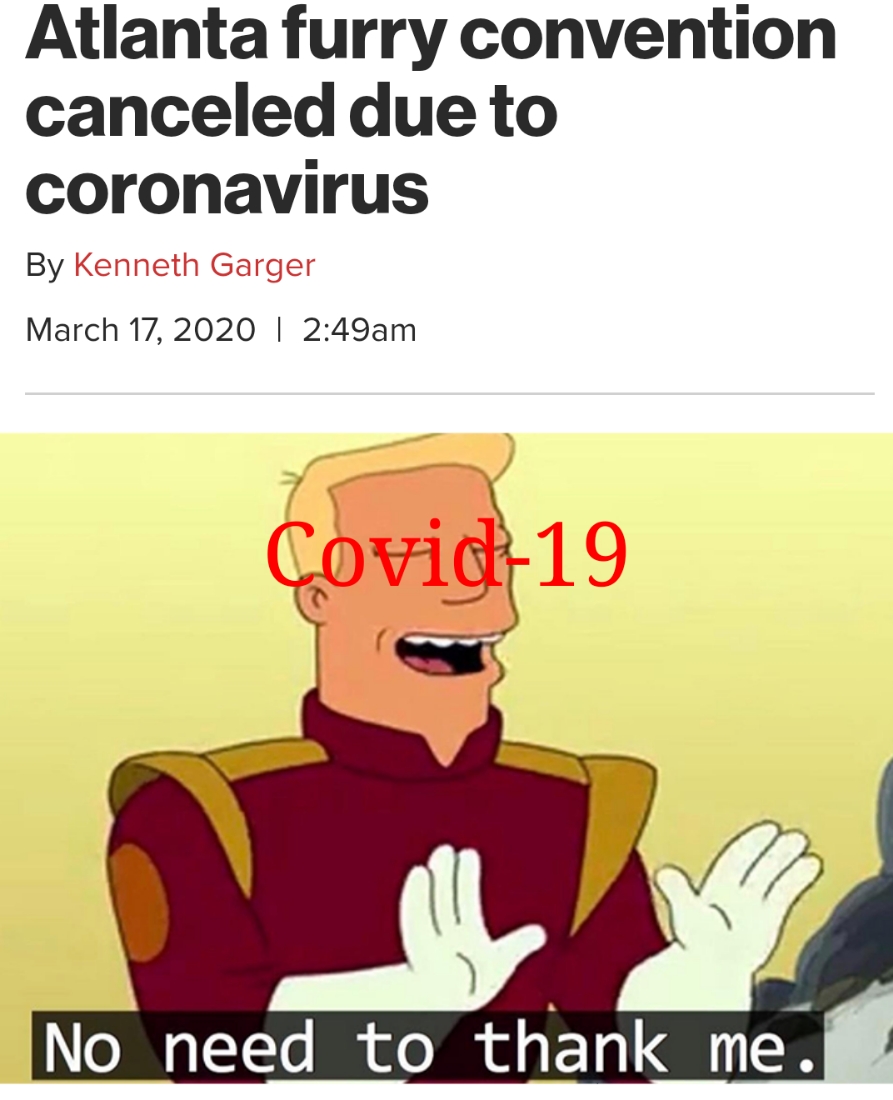 Atlanta furry convention
canceled due to
coronavirus
By Kenneth Garger
March 17, 2020 | 2:49am
Covid-19
No need to thank me.